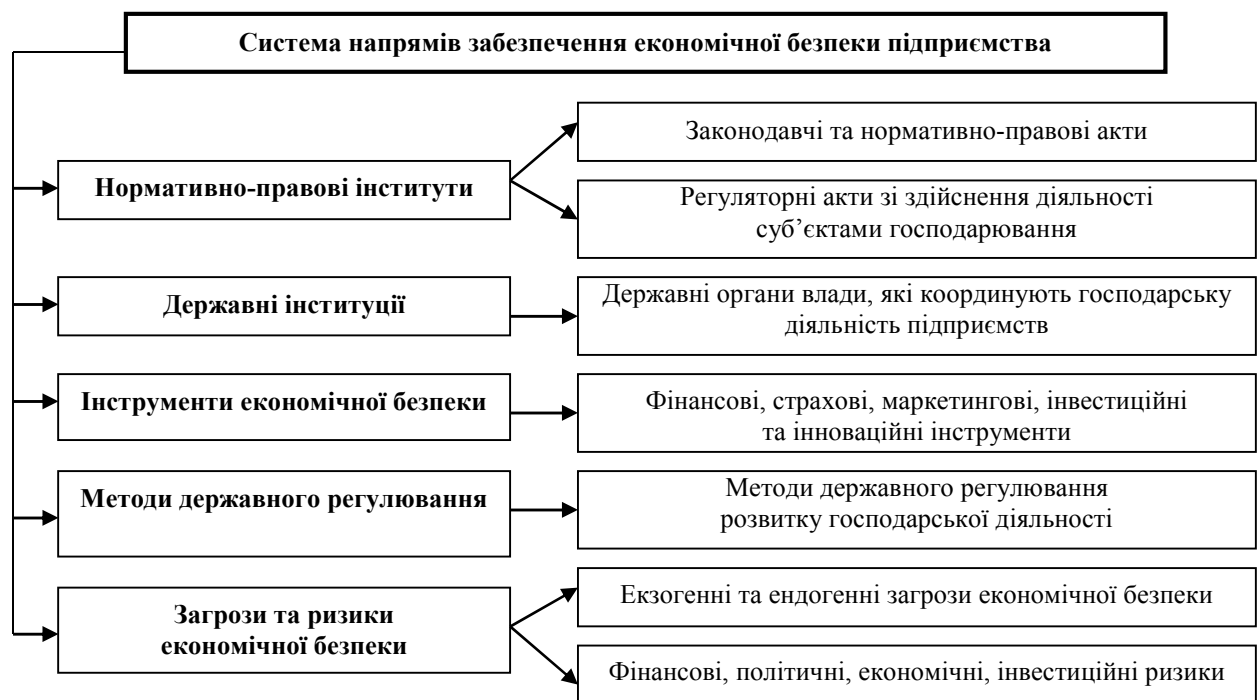 Система напрямів забезпечення економічної безпеки підприємства
Нормативно-правові інститути
Законодавчі та нормативно-правові акти
Регуляторні акти зі здійснення діяльності
суб’єктами господарювання
Державні інституції
Державні органи влади, які координують господарську
діяльність підприємств
Інструменти економічної безпеки
Фінансові, страхові, маркетингові, інвестиційні
та інноваційні інструменти
Методи державного регулювання
Методи державного регулювання
розвитку господарської діяльності
Загрози та ризики
економічної безпеки
Екзогенні та ендогенні загрози економічної безпеки
Фінансові, політичні, економічні, інвестиційні ризики